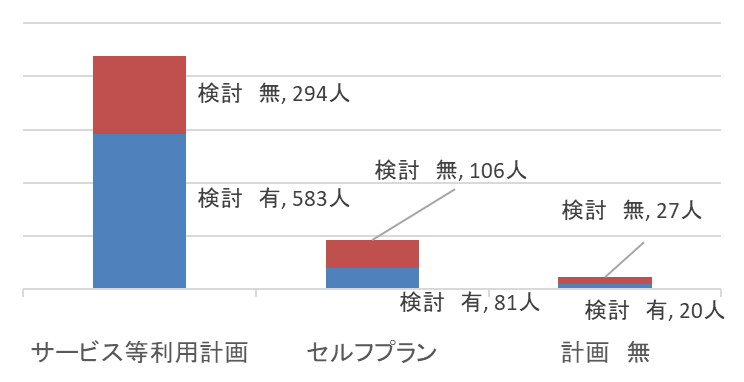 検討　無, 294人
検討　有, 583人
検討　無, 106人
検討　有, 81人
検討　無, 27人
検討　有, 20人
サービス等利用計画
セルフプラン
計画　無